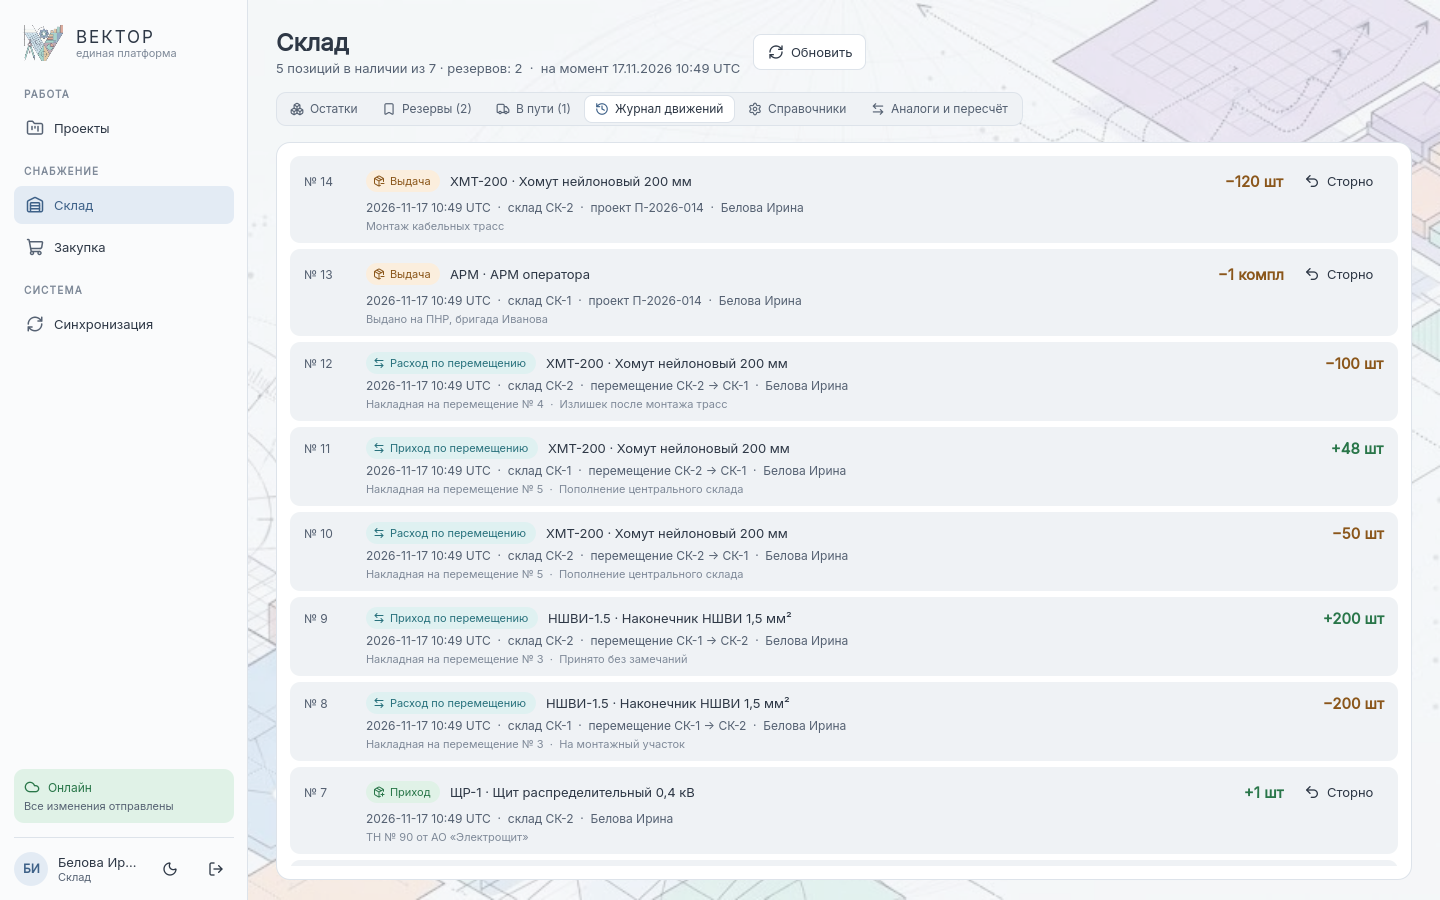 ВЕКТОР
единая платформа
РАБОТА
Проекты
СНАБЖЕНИЕ
Склад
Закупка
СИСТЕМА
Синхронизация
Онлайн
Все изменения отправлены
БИ
Белова Ир...
Склад
Склад
5 позиций в наличии из 7 · резервов: 2 · на момент 17.11.2026 10:49 UTC
Обновить
Остатки
Резервы (2)
В пути (1)
Журнал движений
Справочники
Аналоги и пересчёт
№ 14 Выдача ХМТ-200 · Хомут нейлоновый 200 мм −120 шт Сторно
2026-11-17 10:49 UTC · склад СК-2 · проект П-2026-014 · Белова Ирина
Монтаж кабельных трасс
№ 13 Выдача АРМ · АРМ оператора −1 компл Сторно
2026-11-17 10:49 UTC · склад СК-1 · проект П-2026-014 · Белова Ирина
Выдано на ПНР, бригада Иванова
№ 12 Расход по перемещению ХМТ-200 · Хомут нейлоновый 200 мм −100 шт
2026-11-17 10:49 UTC · склад СК-2 · перемещение СК-2 → СК-1 · Белова Ирина
Накладная на перемещение № 4 · Излишек после монтажа трасс
№ 11 Приход по перемещению ХМТ-200 · Хомут нейлоновый 200 мм +48 шт
2026-11-17 10:49 UTC · склад СК-1 · перемещение СК-2 → СК-1 · Белова Ирина
Накладная на перемещение № 5 · Пополнение центрального склада
№ 10 Расход по перемещению ХМТ-200 · Хомут нейлоновый 200 мм −50 шт
2026-11-17 10:49 UTC · склад СК-2 · перемещение СК-2 → СК-1 · Белова Ирина
Накладная на перемещение № 5 · Пополнение центрального склада
№ 9 Приход по перемещению НШВИ-1.5 · Наконечник НШВИ 1,5 мм² +200 шт
2026-11-17 10:49 UTC · склад СК-2 · перемещение СК-1 → СК-2 · Белова Ирина
Накладная на перемещение № 3 · Принято без замечаний
№ 8 Расход по перемещению НШВИ-1.5 · Наконечник НШВИ 1,5 мм² −200 шт
2026-11-17 10:49 UTC · склад СК-1 · перемещение СК-1 → СК-2 · Белова Ирина
Накладная на перемещение № 3 · На монтажный участок
№ 7 Приход ЩР-1 · Щит распределительный 0,4 кВ +1 шт Сторно
2026-11-17 10:49 UTC · склад СК-2 · Белова Ирина
ТН № 90 от АО «Электрощит»